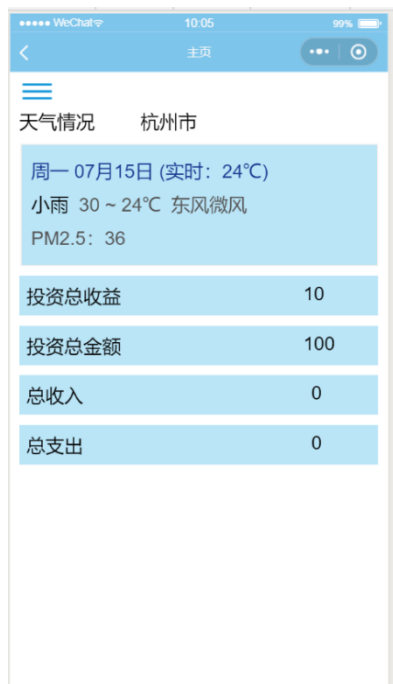 ●●●●● WeChat 10:05 99%
主页
天气情况 杭州市
周一 07月15日 (实时：24℃)
小雨 30 ~ 24℃ 东风微风
PM2.5：36
投资总收益 10
投资总金额 100
总收入 0
总支出 0